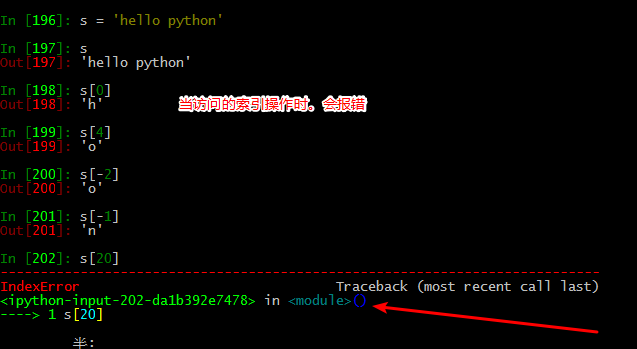 In [196]: s = 'hello python'
In [197]: s
Out[197]: 'hello python'
In [198]: s[0]
Out[198]: 'h'
当访问的索引操作时。会报错
In [199]: s[4]
Out[199]: 'o'
In [200]: s[-2]
Out[200]: 'o'
In [201]: s[-1]
Out[201]: 'n'
In [202]: s[20]
---------------------------------------------------------------------------
IndexError Traceback (most recent call last)
<ipython-input-202-da1b392e7478> in <module>()
----> 1 s[20]
半: